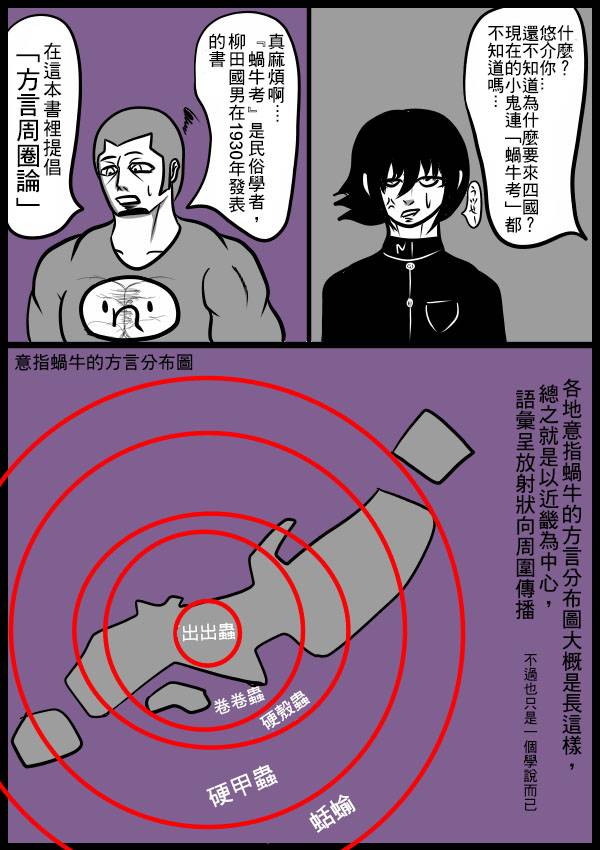 什麼?
悠介你…
還不知道為什麼要來四國?
現在的小鬼連「蝸牛考」都
不知道嗎…
うッせ
真麻煩啊……
『蝸牛考』是民俗學者,
柳田國男在1930年發表
的書
在這本書裡提倡
「方言周圈論」
n
意指蝸牛的方言分布圖
各地意指蝸牛的方言分布圖大概是長這樣,
總之就是以近畿為中心,
語彙呈放射狀向周圍傳播
不過也只是一個學說而已
出出蟲
卷卷蟲
硬殼蟲
硬甲蟲
蛞蝓